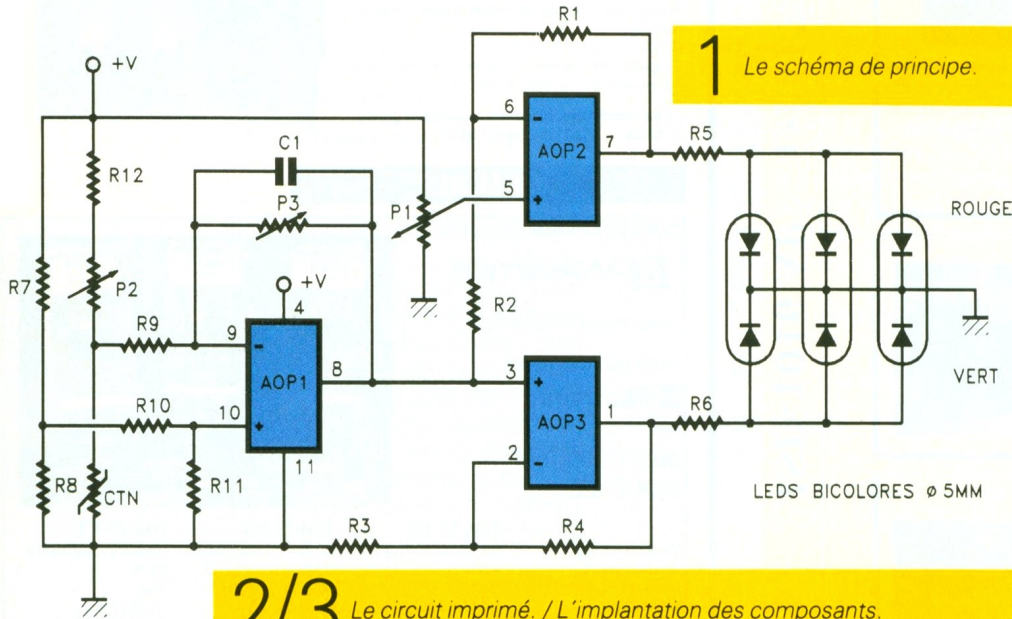 R1
1 Le schéma de principe.
+V
6
-
C1
AOP2
7
R5
R12
P3
5
+
P1
ROUGE
R7
P2
+V
4
R2
R9
9
-
AOP1
8
3
+
VERT
R10
10
+
AOP3
1
R6
2
-
11
R8
CTN
R11
LEDS BICOLORES ø 5MM
R3
R4
2/3 Le circuit imprimé. / L'implantation des composants.